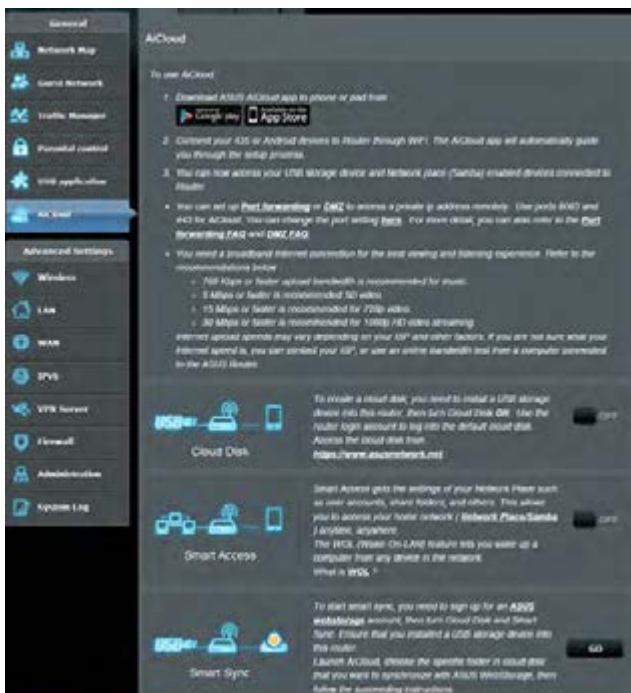 General
Network Map
Guest Network
Traffic Manager
Parental control
USB application
AiCloud
Advanced Settings
Wireless
LAN
WAN
IPV6
VPN Server
Firewall
Administration
System Log
AiCloud
To use AiCloud
1. Download ASUS AiCloud app to phone or pad from
Google play
App Store
2. Connect your iOS or Android devices to Router through WiFi. The AiCloud app will automatically guide
you through the setup process.
3. You can now access your USB storage device and Network place (Samba) enabled devices connected to
Router
You can set up Port forwarding or DMZ to access a private ip address remotely. Use ports 8083 and
443 for AiCloud. You can change the port setting here. For more detail, you can also refer to the Port
forwarding FAQ and DMZ FAQ
You need a broadband Internet connection for the best viewing and listening experience. Refer to the
recommendations below
768 Kbps or faster upload bandwidth is recommended for music.
5 Mbps or faster is recommended SD video.
15 Mbps or faster is recommended for 720p video.
30 Mbps or faster is recommended for 1080p HD video streaming.
Internet upload speeds may vary depending on your ISP and other factors. If you are not sure what your
Internet speed is, you can contact your ISP, or use an online bandwidth test from a computer connected
to the ASUS Router.
USB
Cloud Disk
To create a cloud disk, you need to install a USB storage
device into this router, then turn Cloud Disk ON. Use the
router login account to log into the default cloud disk.
Access the cloud disk from
https://www.asusnetwork.net
OFF
Smart Access
Smart Access gets the settings of your Network Place such
as user accounts, share folders, and others. This allows
you to access your home network ( Network Place/Samba
) anytime, anywhere.
The WOL (Wake-On-LAN) feature lets you wake up a
computer from any device in the network.
What is WOL ?
OFF
USB
Smart Sync
To start smart sync, you need to sign up for an ASUS
webstorage account, then turn Cloud Disk and Smart
Sync. Ensure that you installed a USB storage device into
this router.
Launch AiCloud, choose the specific folder in cloud disk
that you want to synchronize with ASUS WebStorage, then
follow the succeeding instructions.
GO